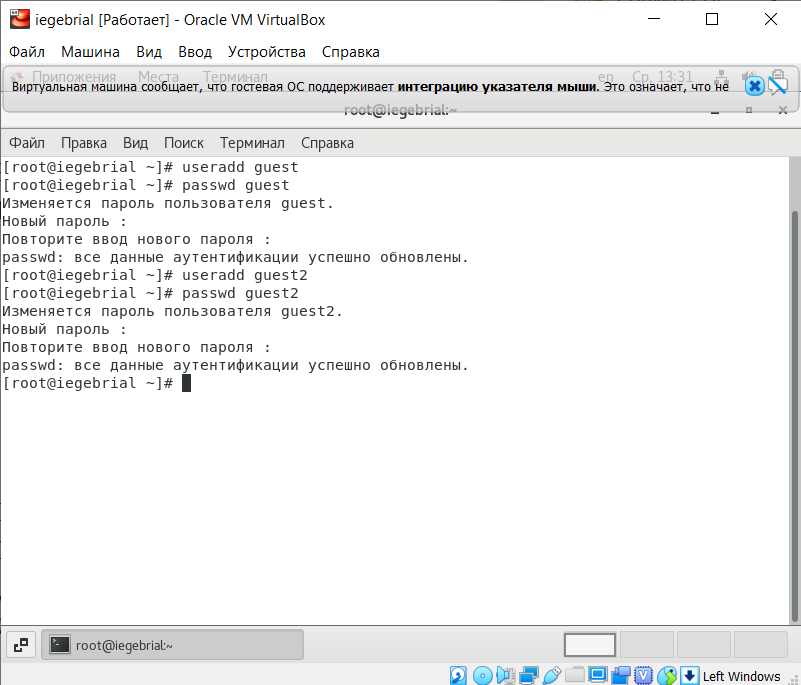 iegebrial [Работает] - Oracle VM VirtualBox
Файл Машина Вид Ввод Устройства Справка
Приложения Места Терминал en Ср, 13:31
Виртуальная машина сообщает, что гостевая ОС поддерживает интеграцию указателя мыши. Это означает, что не
root@iegebrial:~
Файл Правка Вид Поиск Терминал Справка
[root@iegebrial ~]# useradd guest
[root@iegebrial ~]# passwd guest
Изменяется пароль пользователя guest.
Новый пароль :
Повторите ввод нового пароля :
passwd: все данные аутентификации успешно обновлены.
[root@iegebrial ~]# useradd guest2
[root@iegebrial ~]# passwd guest2
Изменяется пароль пользователя guest2.
Новый пароль :
Повторите ввод нового пароля :
passwd: все данные аутентификации успешно обновлены.
[root@iegebrial ~]#
root@iegebrial:~
Left Windows